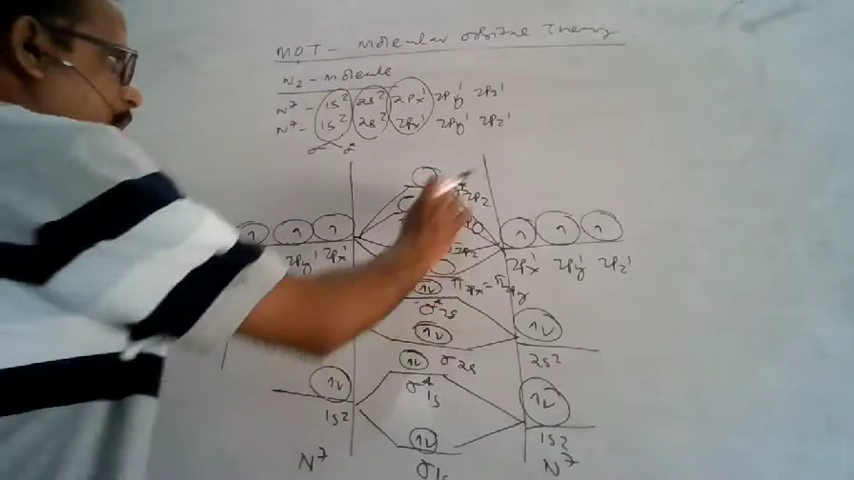 MOT - Molecular orbital Theory
N2 - Molecule
N7 - 1s2 2s2 2px1 2py1 2pz1
N7 - 1s2 2s2 2px1 2py1 2pz1
σ σ*
2pz
2py1 2px1
2px1 2py1 2pz1
π2px = π2py
σ*2s
2s2
σ2s
σ*1s
1s2
1s2
N7 σ1s N7